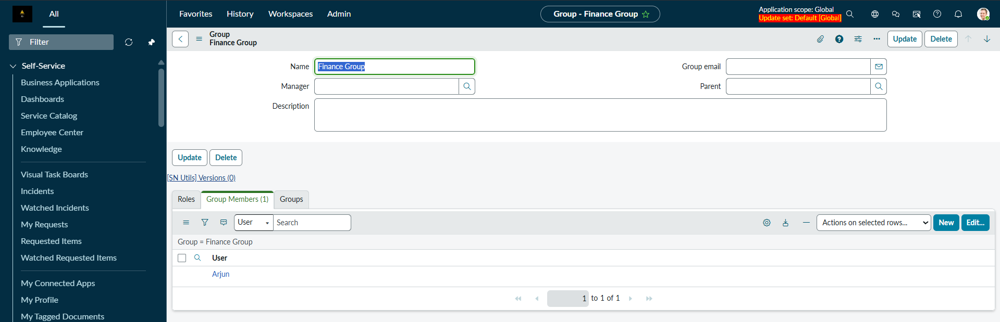 All
Favorites
History
Workspaces
Admin
Group - Finance Group
Application scope: Global
Update set: Default [Global]
Filter
Group
Finance Group
Update
Delete
Self-Service
Business Applications
Dashboards
Service Catalog
Employee Center
Knowledge
Visual Task Boards
Incidents
Watched Incidents
My Requests
Requested Items
Watched Requested Items
My Connected Apps
My Profile
My Tagged Documents
Name
Finance Group
Group email
Manager
Parent
Description
Update
Delete
[SN Utils] Versions (0)
Roles
Group Members (1)
Groups
User
Search
Actions on selected rows...
New
Edit...
Group = Finance Group
User
Arjun
1 to 1 of 1